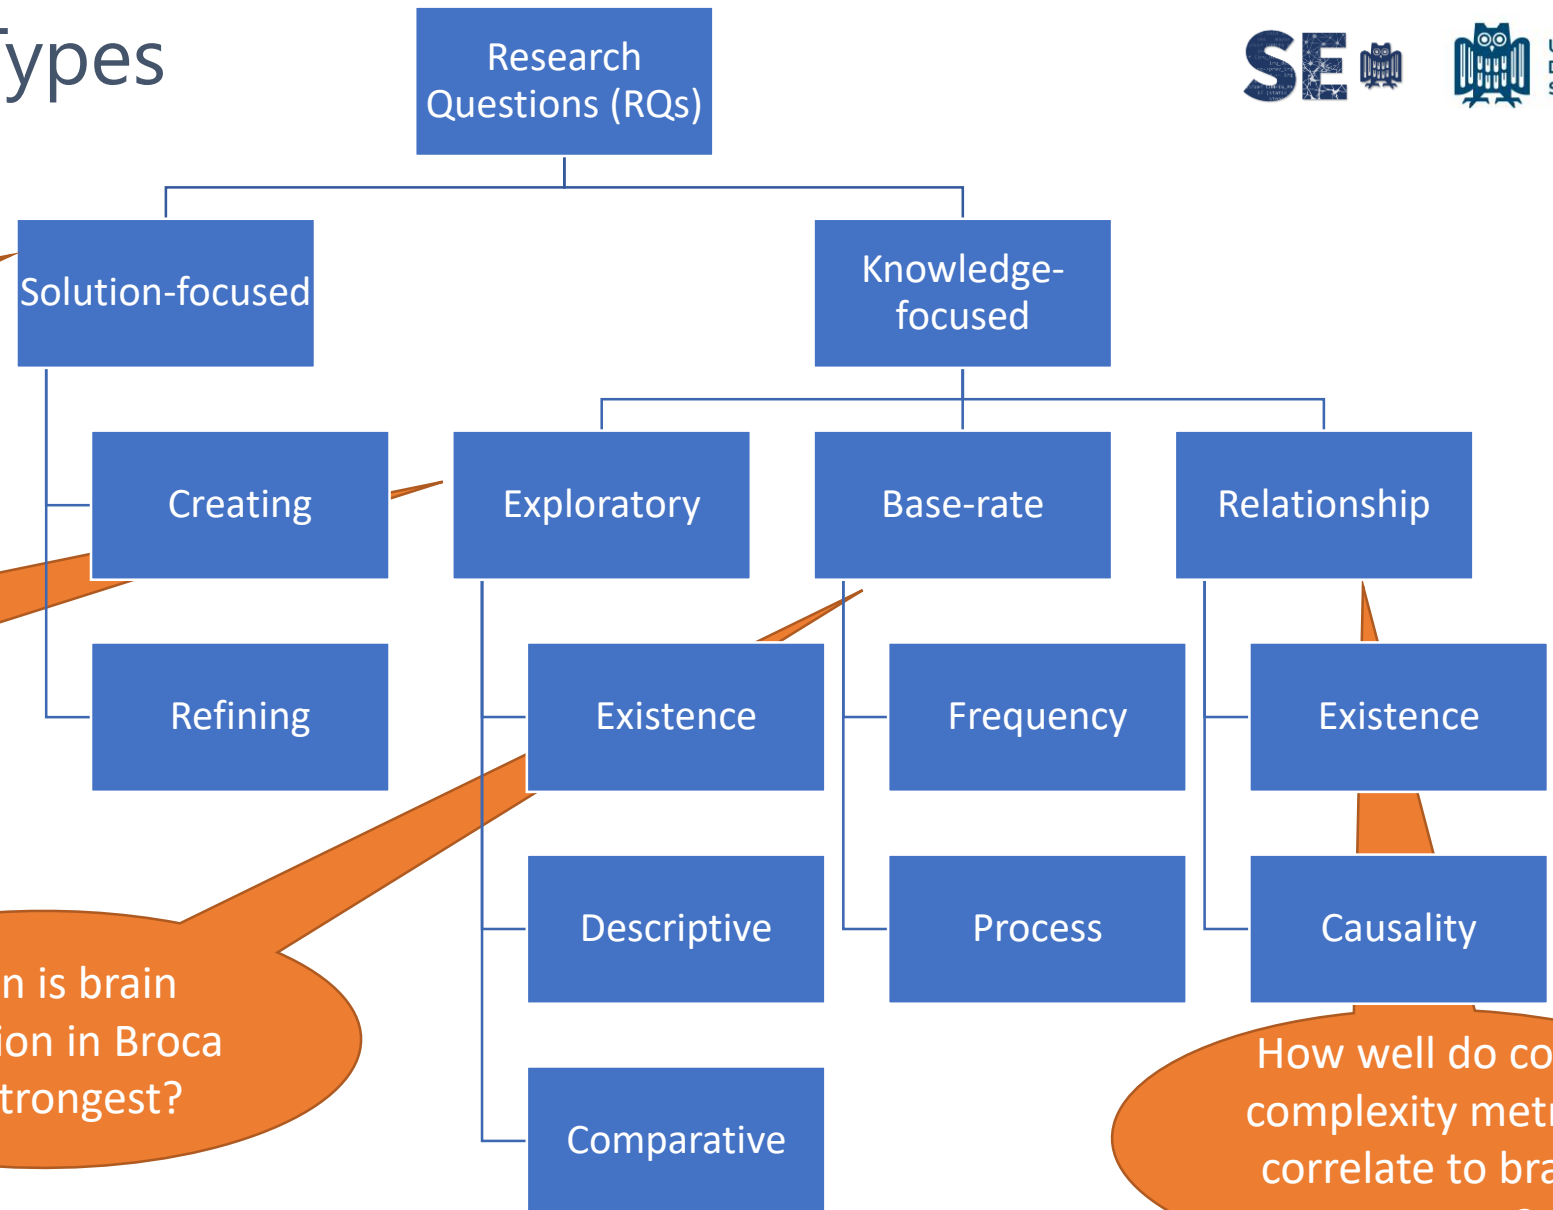 Types
SE
Research
Questions (RQs)
Solution-focused
Knowledge-
focused
Creating
Exploratory
Base-rate
Relationship
Refining
Existence
Frequency
Existence
Descriptive
Process
Causality
Comparative
n is brain
ion in Broca
trongest?
How well do co
complexity metr
correlate to bra